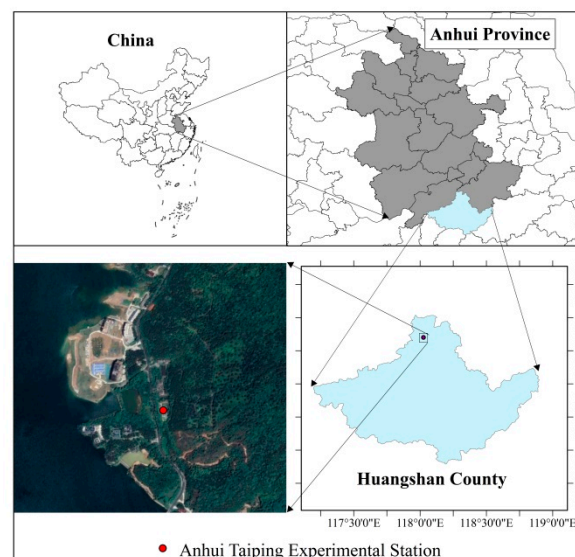 China
Anhui Province
Huangshan County
117°30'0"E 118°0'0"E 118°30'0"E 119°0'0"E
Anhui Taiping Experimental Station